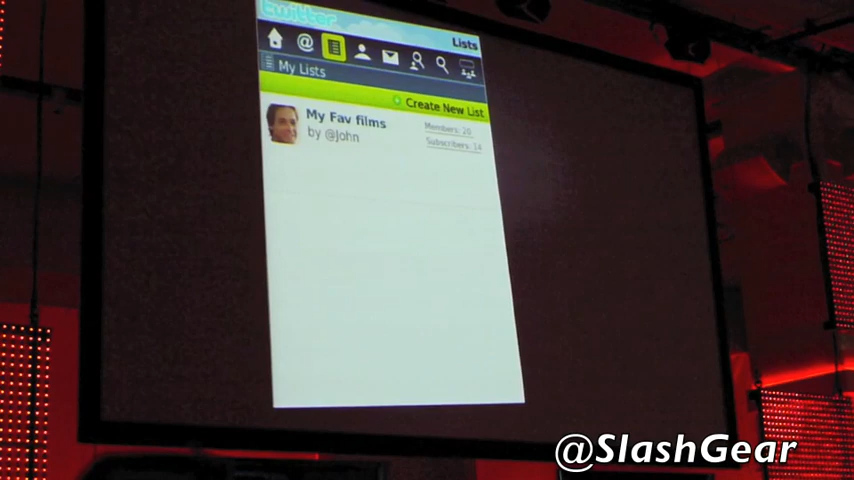 twitter
Lists
@
My Lists
Create New List
My Fav films
by @John
Members: 20
Subscribers: 14
@SlashGear